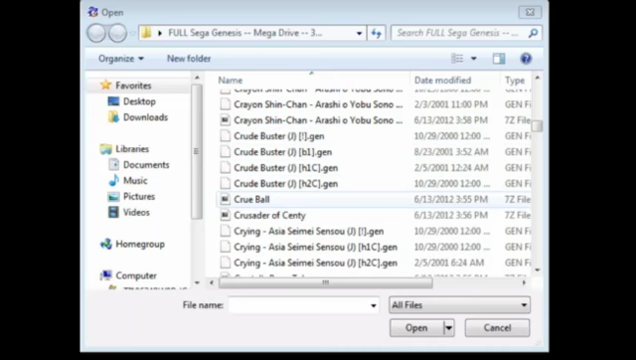 Open
FULL Sega Genesis -- Mega Drive -- 3...
Search FULL Sega Genesis -- ...
Organize
New folder
Name
Date modified
Type
Favorites
Desktop
Downloads
Libraries
Documents
Music
Pictures
Videos
Homegroup
Computer
Crayon Shin-Chan - Arashi o Yobu Sono ...
Crayon Shin-Chan - Arashi o Yobu Sono ... 2/3/2001 11:00 PM GEN Fi
Crayon Shin-Chan - Arashi o Yobu Sono ... 6/13/2012 3:58 PM 7Z File
Crude Buster (J) [!].gen 10/29/2000 12:00 ... GEN Fi
Crude Buster (J) [b1].gen 8/23/2001 3:52 AM GEN Fi
Crude Buster (J) [h1C].gen 2/5/2001 12:24 AM GEN Fi
Crude Buster (J) [h2C].gen 10/29/2000 12:00 ... GEN Fi
Crue Ball 6/13/2012 3:55 PM 7Z File
Crusader of Centy 6/13/2012 3:56 PM 7Z File
Crying - Asia Seimei Sensou (J) [!].gen 10/29/2000 12:00 ... GEN Fi
Crying - Asia Seimei Sensou (J) [h1C].gen 10/29/2000 12:00 ... GEN Fi
Crying - Asia Seimei Sensou (J) [h2C].gen 2/5/2001 6:24 AM GEN Fi
File name:
All Files
Open
Cancel